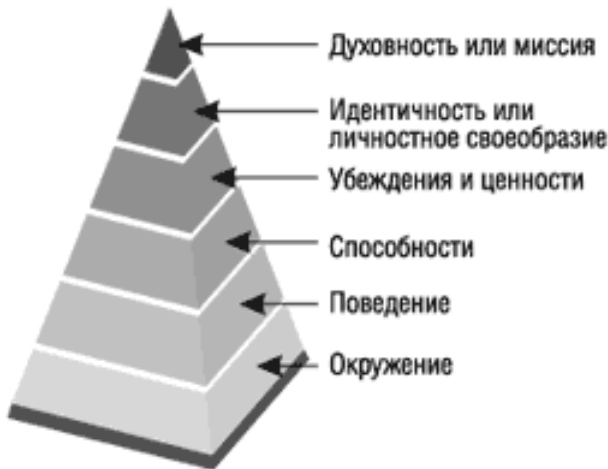 Духовность или миссия
Идентичность или
личностное своеобразие
Убеждения и ценности
Способности
Поведение
Окружение